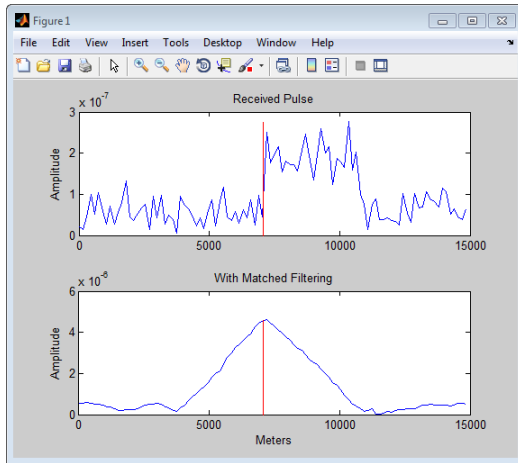 Figure 1
File Edit View Insert Tools Desktop Window Help
Received Pulse
x 10^-7
3
2
1
0
Amplitude
0 5000 10000 15000
With Matched Filtering
x 10^-6
6
4
2
0
Amplitude
0 5000 10000 15000
Meters